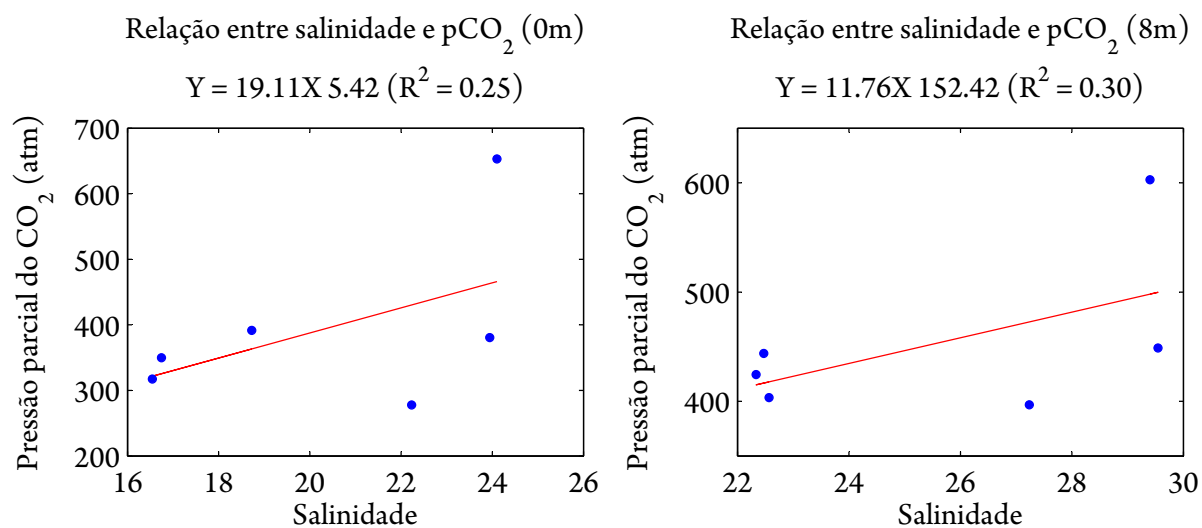 Relação entre salinidade e pCO₂ (0m)
Y = 19.11X 5.42 (R² = 0.25)
700
600
500
400
300
200
16
18
20
22
24
26
Pressão parcial do CO₂ (atm)
Salinidade
Relação entre salinidade e pCO₂ (8m)
Y = 11.76X 152.42 (R² = 0.30)
600
500
400
22
24
26
28
30
Pressão parcial do CO₂ (atm)
Salinidade